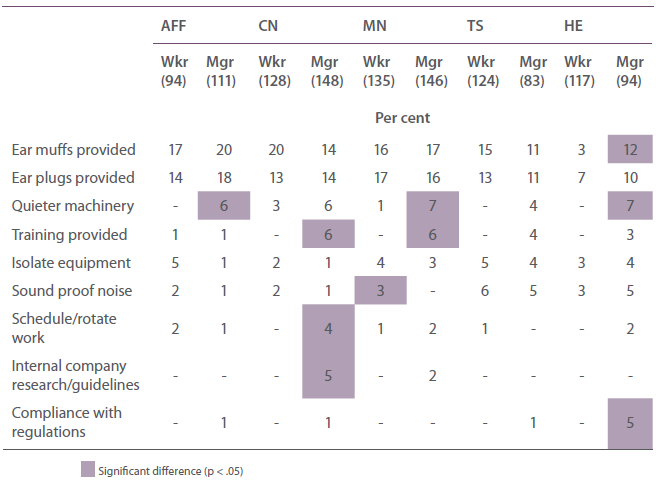 AFF CN MN TS HE
Wkr Mgr Wkr Mgr Wkr Mgr Wkr Mgr Wkr Mgr
(94) (111) (128) (148) (135) (146) (124) (83) (117) (94)
Per cent
Ear muffs provided 17 20 20 14 16 17 15 11 3 12
Ear plugs provided 14 18 13 14 17 16 13 11 7 10
Quieter machinery - 6 3 6 1 7 - 4 - 7
Training provided 1 1 - 6 - 6 - 4 - 3
Isolate equipment 5 1 2 1 4 3 5 4 3 4
Sound proof noise 2 1 2 1 3 - 6 5 3 5
Schedule/rotate
work 2 1 - 4 1 2 1 - - 2
Internal company
research/guidelines - - - 5 - 2 - - - -
Compliance with
regulations - 1 - 1 - - - 1 - 5
Significant difference (p < .05)